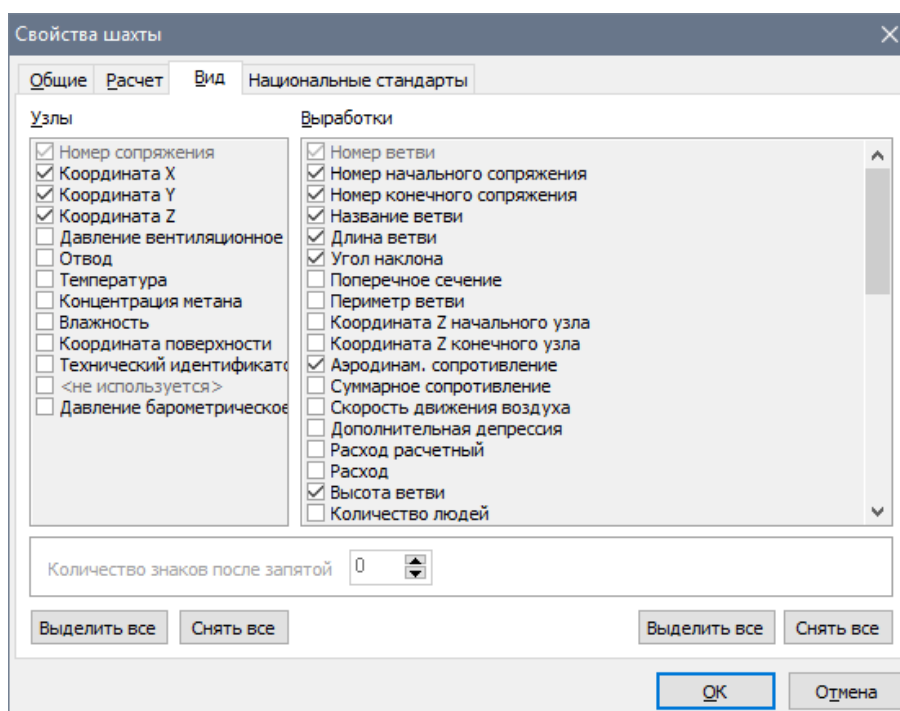 Свойства шахты
Общие Расчет Вид Национальные стандарты
Узлы
Номер сопряжения
Координата X
Координата Y
Координата Z
Давление вентиляционное
Отвод
Температура
Концентрация метана
Влажность
Координата поверхности
Технический идентификато
<не используется>
Давление барометрическое
Выработки
Номер ветви
Номер начального сопряжения
Номер конечного сопряжения
Название ветви
Длина ветви
Угол наклона
Поперечное сечение
Периметр ветви
Координата Z начального узла
Координата Z конечного узла
Аэродинам. сопротивление
Суммарное сопротивление
Скорость движения воздуха
Дополнительная депрессия
Расход расчетный
Расход
Высота ветви
Количество людей
Количество знаков после запятой 0
Выделить все Снять все Выделить все Снять все
ОК Отмена